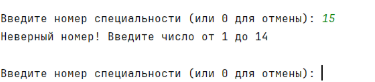 Введите номер специальности (или 0 для отмены): 15
Неверный номер! Введите число от 1 до 14
Введите номер специальности (или 0 для отмены):